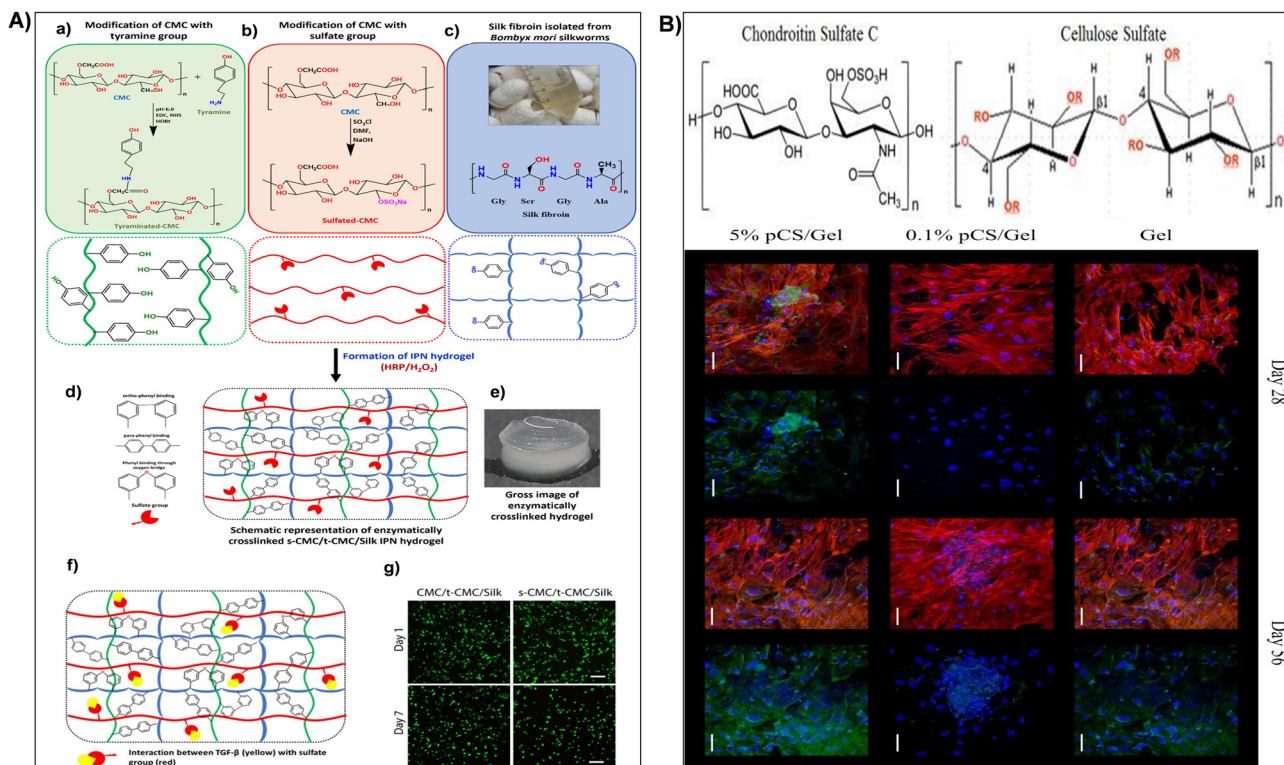 A)
Modification of CMC with
tyramine group
Modification of CMC with
sulfate group
Silk fibroin isolated from
Bombyx mori silkworms
a)
b)
c)
CMC
Tyramine
pH-6.0
EDC, NHS
HOBt
Tyraminated-CMC
CMC
SO₃Cl
DMF,
NaOH
OSO₃Na
Sulfated-CMC
Gly
Ser
Gly
Ala
Silk fibroin
Formation of IPN hydrogel
(HRP/H₂O₂)
d)
ortho-phenyl binding
para-phenyl binding
Phenyl binding through
oxygen bridge
Sulfate group
Schematic representation of enzymatically
crosslinked s-CMC/t-CMC/Silk IPN hydrogel
e)
Gross image of
enzymatically
crosslinked hydrogel
f)
Interaction between TGF-β (yellow) with sulfate
group (red)
g)
CMC/t-CMC/Silk
s-CMC/t-CMC/Silk
Day 1
Day 7
B)
Chondroitin Sulfate C
Cellulose Sulfate
5% pCS/Gel
0.1% pCS/Gel
Gel
Day 28
Day 56